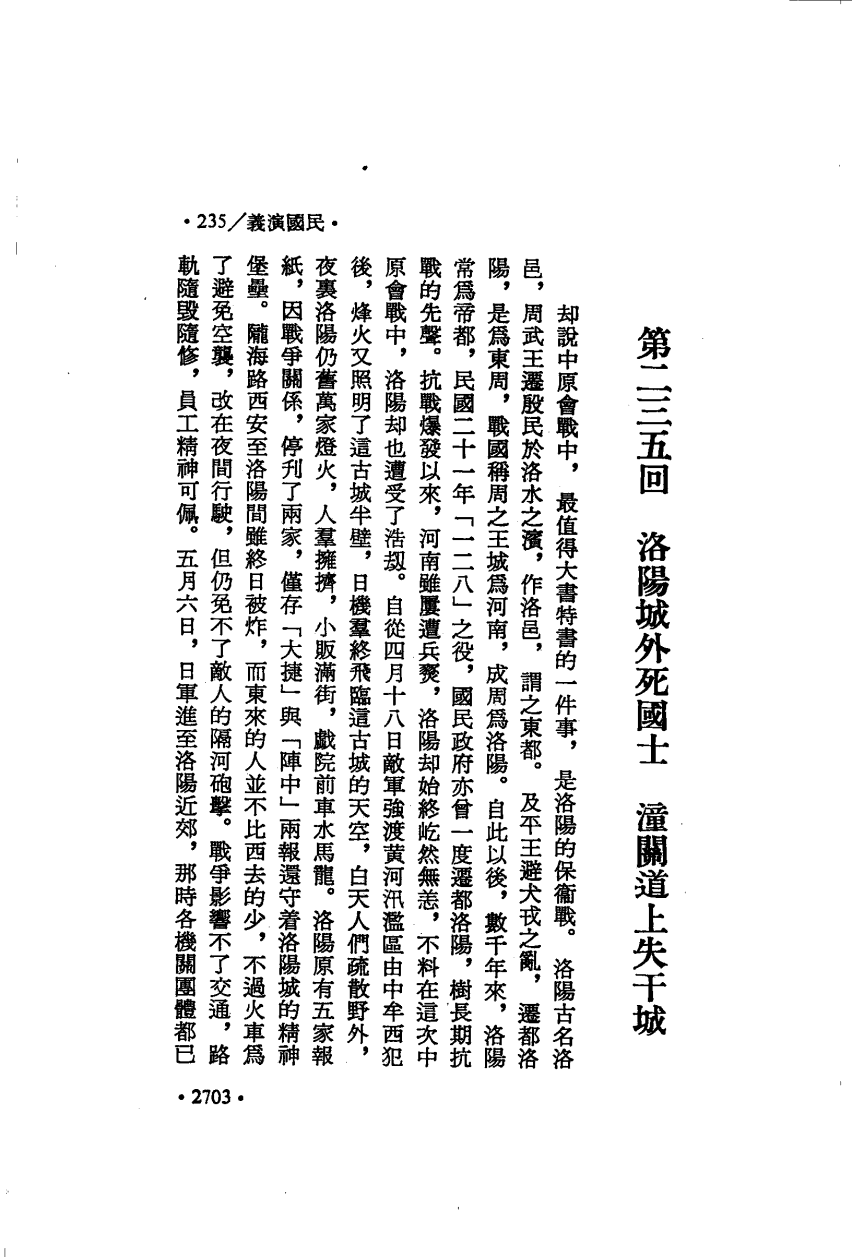 •235／義演國民•
第二三五回　洛陽城外死國士　潼關道上失干城
却說中原會戰中，最值得大書特書的一件事，是洛陽的保衞戰。洛陽古名洛
邑，周武王遷殷民於洛水之濱，作洛邑，謂之東都。及平王避犬戎之亂，遷都洛
陽，是爲東周，戰國稱周之王城爲河南，成周爲洛陽。自此以後，數千年來，洛陽
常爲帝都，民國二十一年「一二八」之役，國民政府亦曾一度遷都洛陽，樹長期抗
戰的先聲。抗戰爆發以來，河南雖屢遭兵燹，洛陽却始終屹然無恙，不料在這次中
原會戰中，洛陽却也遭受了浩刼。自從四月十八日敵軍強渡黃河汛濫區由中牟西犯
後，烽火又照明了這古城半壁，日機羣終飛臨這古城的天空，白天人們疏散野外，
夜裏洛陽仍舊萬家燈火，人羣擁擠，小販滿街，戲院前車水馬龍。洛陽原有五家報
紙，因戰爭關係，停刋了兩家，僅存「大捷」與「陣中」兩報還守着洛陽城的精神
堡壘。隴海路西安至洛陽間雖終日被炸，而東來的人並不比西去的少，不過火車爲
了避免空襲，改在夜間行駛，但仍免不了敵人的隔河砲擊。戰爭影響不了交通，路
軌隨毀隨修，員工精神可佩。五月六日，日軍進至洛陽近郊，那時各機關團體都已
•2703•